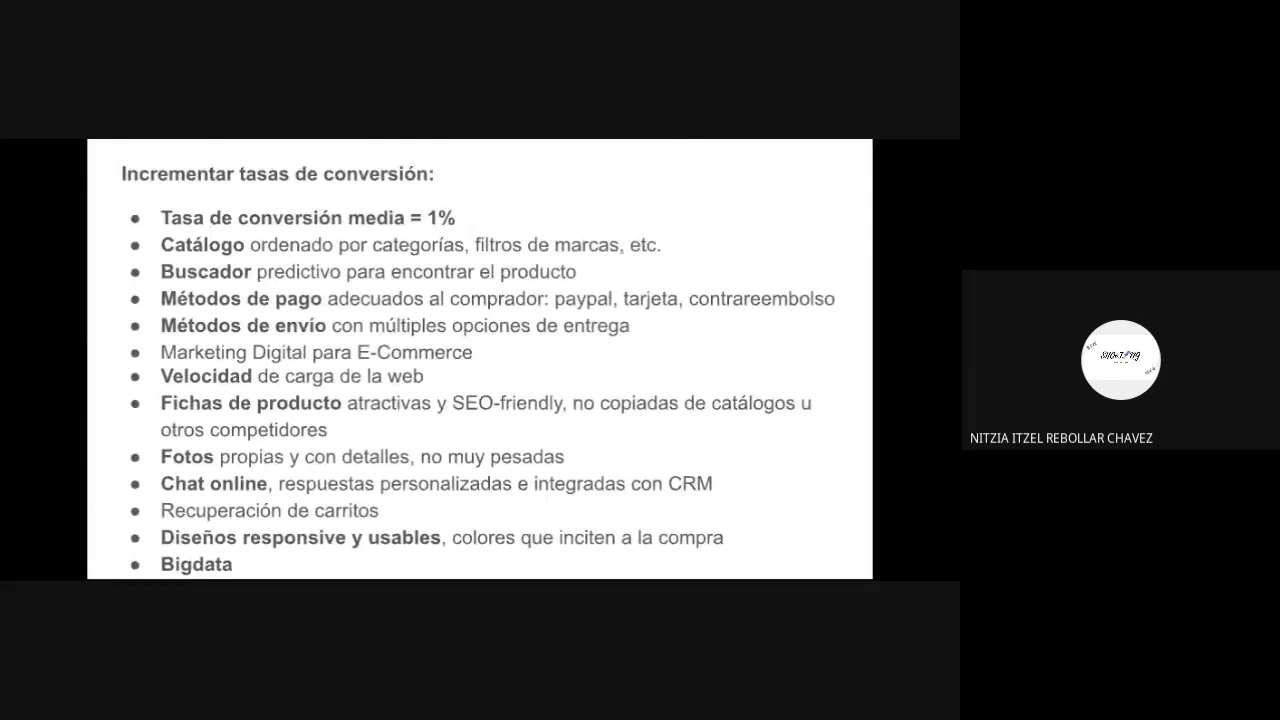 Incrementar tasas de conversión:
● Tasa de conversión media = 1%
● Catálogo ordenado por categorías, filtros de marcas, etc.
● Buscador predictivo para encontrar el producto
● Métodos de pago adecuados al comprador: paypal, tarjeta, contrareembolso
● Métodos de envío con múltiples opciones de entrega
● Marketing Digital para E-Commerce
● Velocidad de carga de la web
● Fichas de producto atractivas y SEO-friendly, no copiadas de catálogos u
otros competidores
● Fotos propias y con detalles, no muy pesadas
● Chat online, respuestas personalizadas e integradas con CRM
● Recuperación de carritos
● Diseños responsive y usables, colores que inciten a la compra
● Bigdata
NITZIA ITZEL REBOLLAR CHAVEZ